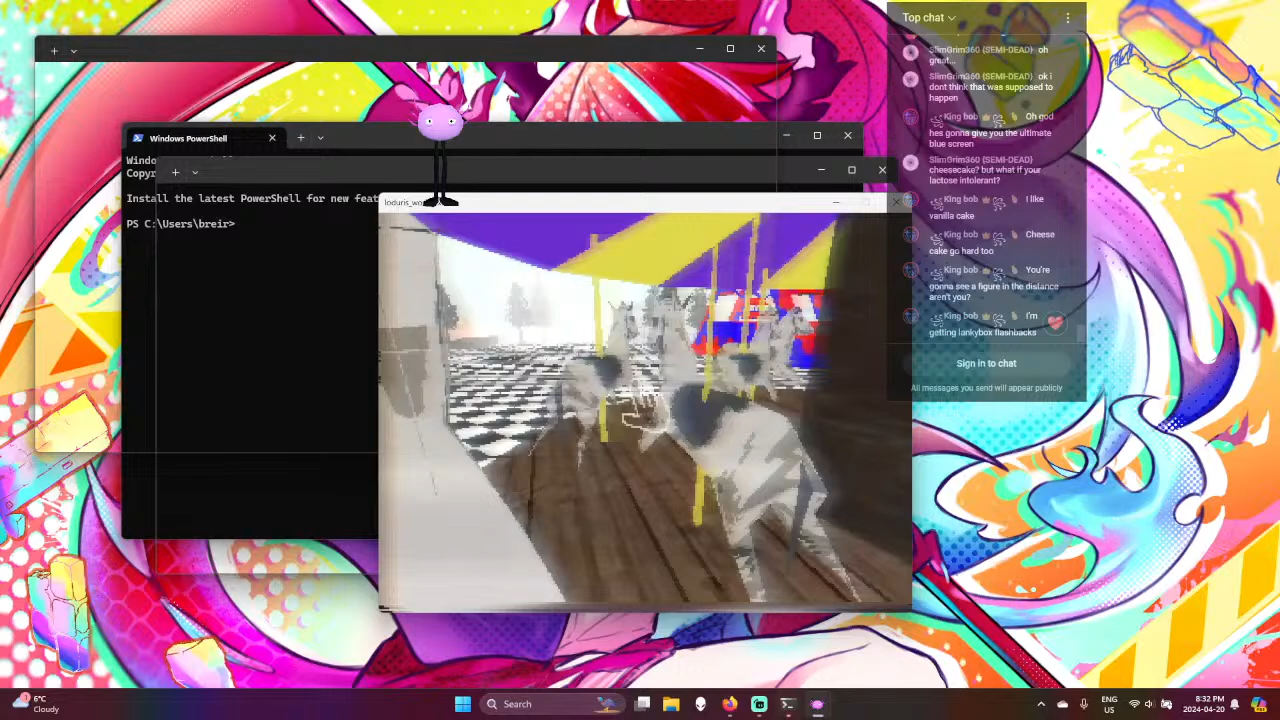 Top chat
SlimGrim360 (SEMI-DEAD) oh
great...
SlimGrim360 (SEMI-DEAD) ok i
dont think that was supposed to
happen
King bob Oh god
hes gonna give you the ultimate
blue screen
SlimGrim360 (SEMI-DEAD)
cheesecake? but what if your
lactose intolerant?
King bob I like
vanilla cake
King bob Cheese
cake go hard too
King bob You're
gonna see a figure in the distance
aren't you?
King bob I'm
getting lankybox flashbacks
Sign in to chat
All messages you send will appear publicly
Windows PowerShell
Windo
Copyr
Install the latest PowerShell for new feat
PS C:\Users\breir>
6°C
Cloudy
Search
ENG
US
8:32 PM
2024-04-20